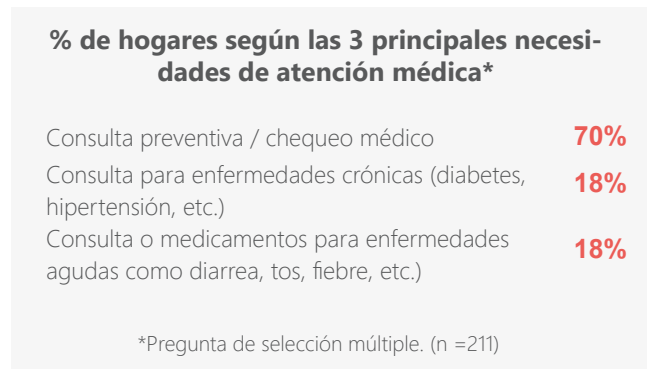 % de hogares según las 3 principales necesi-
dades de atención médica*
Consulta preventiva / chequeo médico 70%
Consulta para enfermedades crónicas (diabetes,
hipertensión, etc.) 18%
Consulta o medicamentos para enfermedades
agudas como diarrea, tos, fiebre, etc.) 18%
*Pregunta de selección múltiple. (n =211)